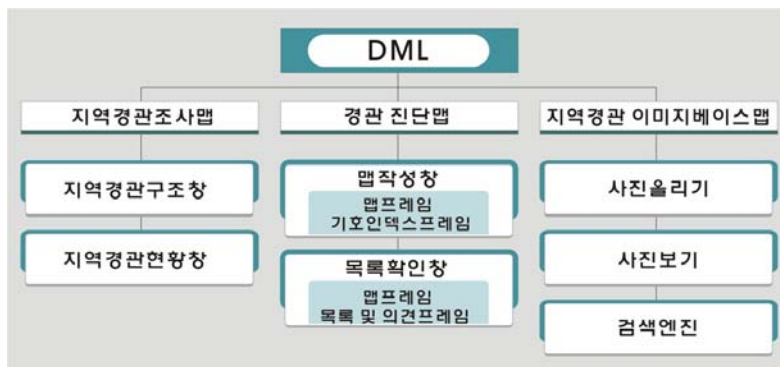 DML
지역경관조사맵
지역경관구조창
지역경관현황창
경관 진단맵
맵작성창
맵프레임
기호인덱스프레임
목록확인창
맵프레임
목록 및 의견프레임
지역경관 이미지베이스맵
사진올리기
사진보기
검색엔진